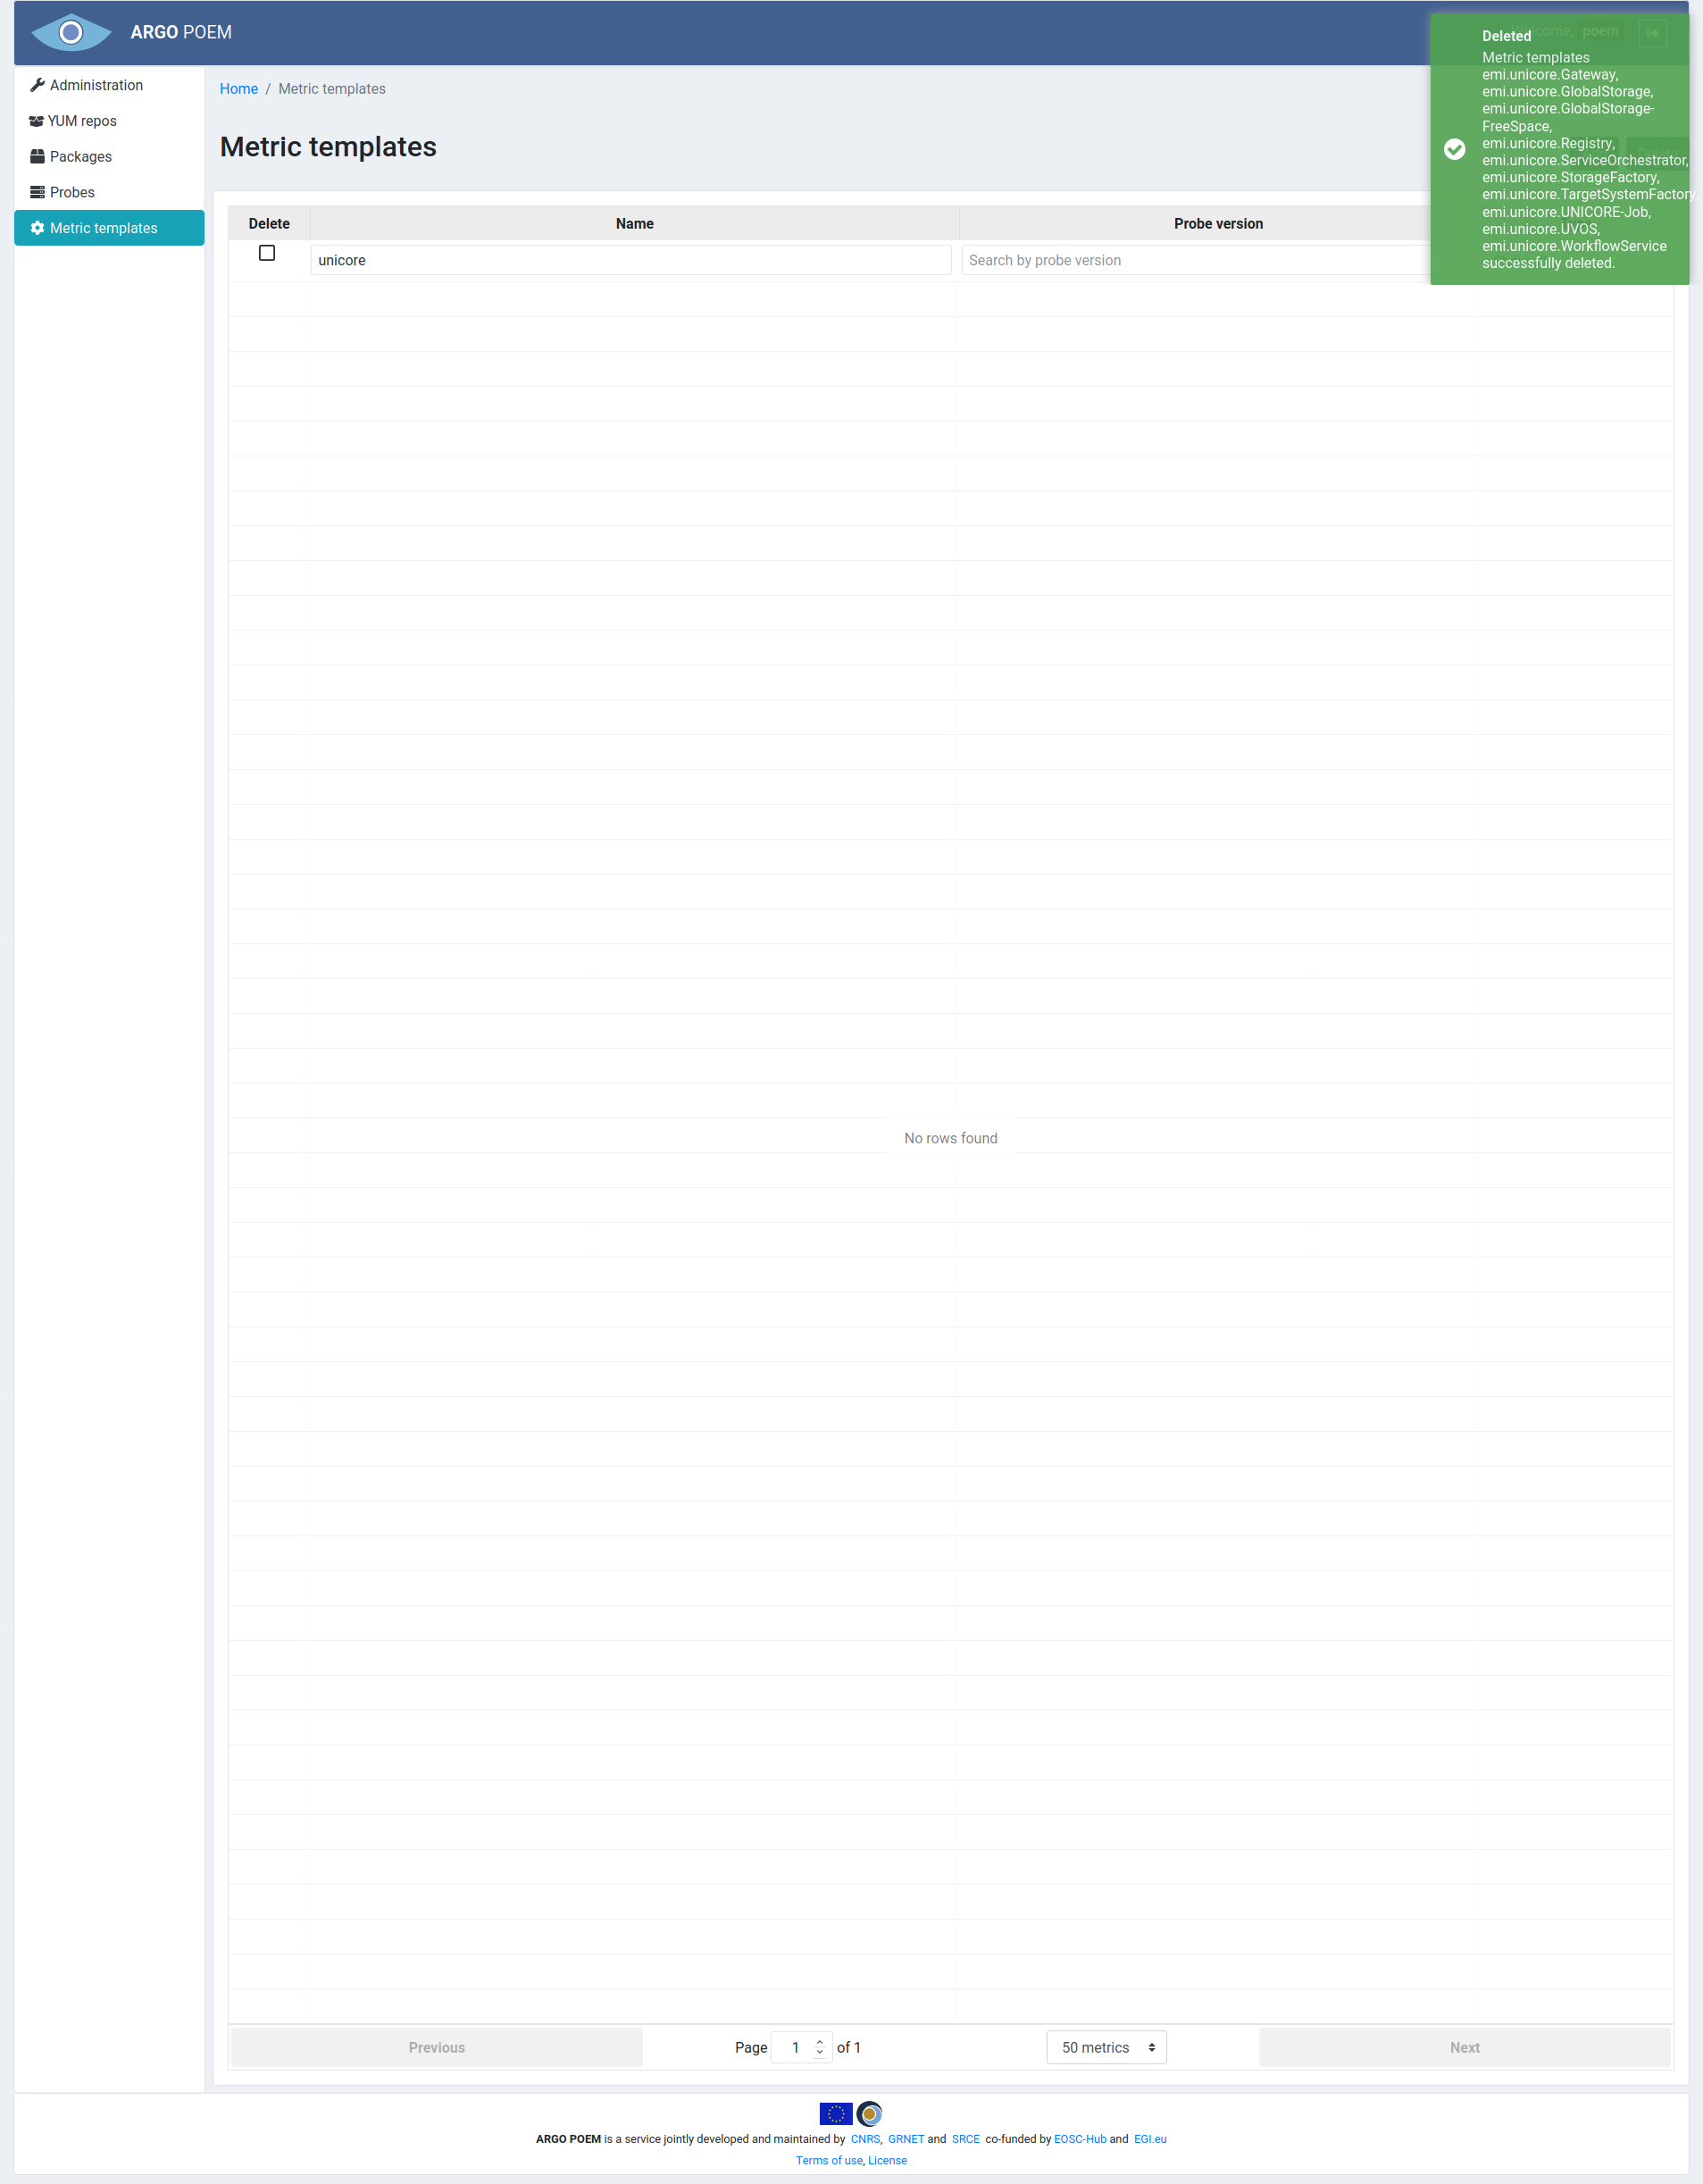 ARGO POEM
Welcome, poem
Administration
YUM repos
Packages
Probes
Metric templates
Home / Metric templates
Metric templates
Deleted
Metric templates
emi.unicore.Gateway,
emi.unicore.GlobalStorage,
emi.unicore.GlobalStorage-
FreeSpace,
emi.unicore.Registry,
emi.unicore.ServiceOrchestrator,
emi.unicore.StorageFactory,
emi.unicore.TargetSystemFactory,
emi.unicore.UNICORE-Job,
emi.unicore.UVOS,
emi.unicore.WorkflowService
successfully deleted.
Delete Name Probe version
unicore Search by probe version
No rows found
Previous Page 1 of 1 50 metrics Next
ARGO POEM is a service jointly developed and maintained by CNRS, GRNET and SRCE co-funded by EOSC-Hub and EGI.eu
Terms of use, License